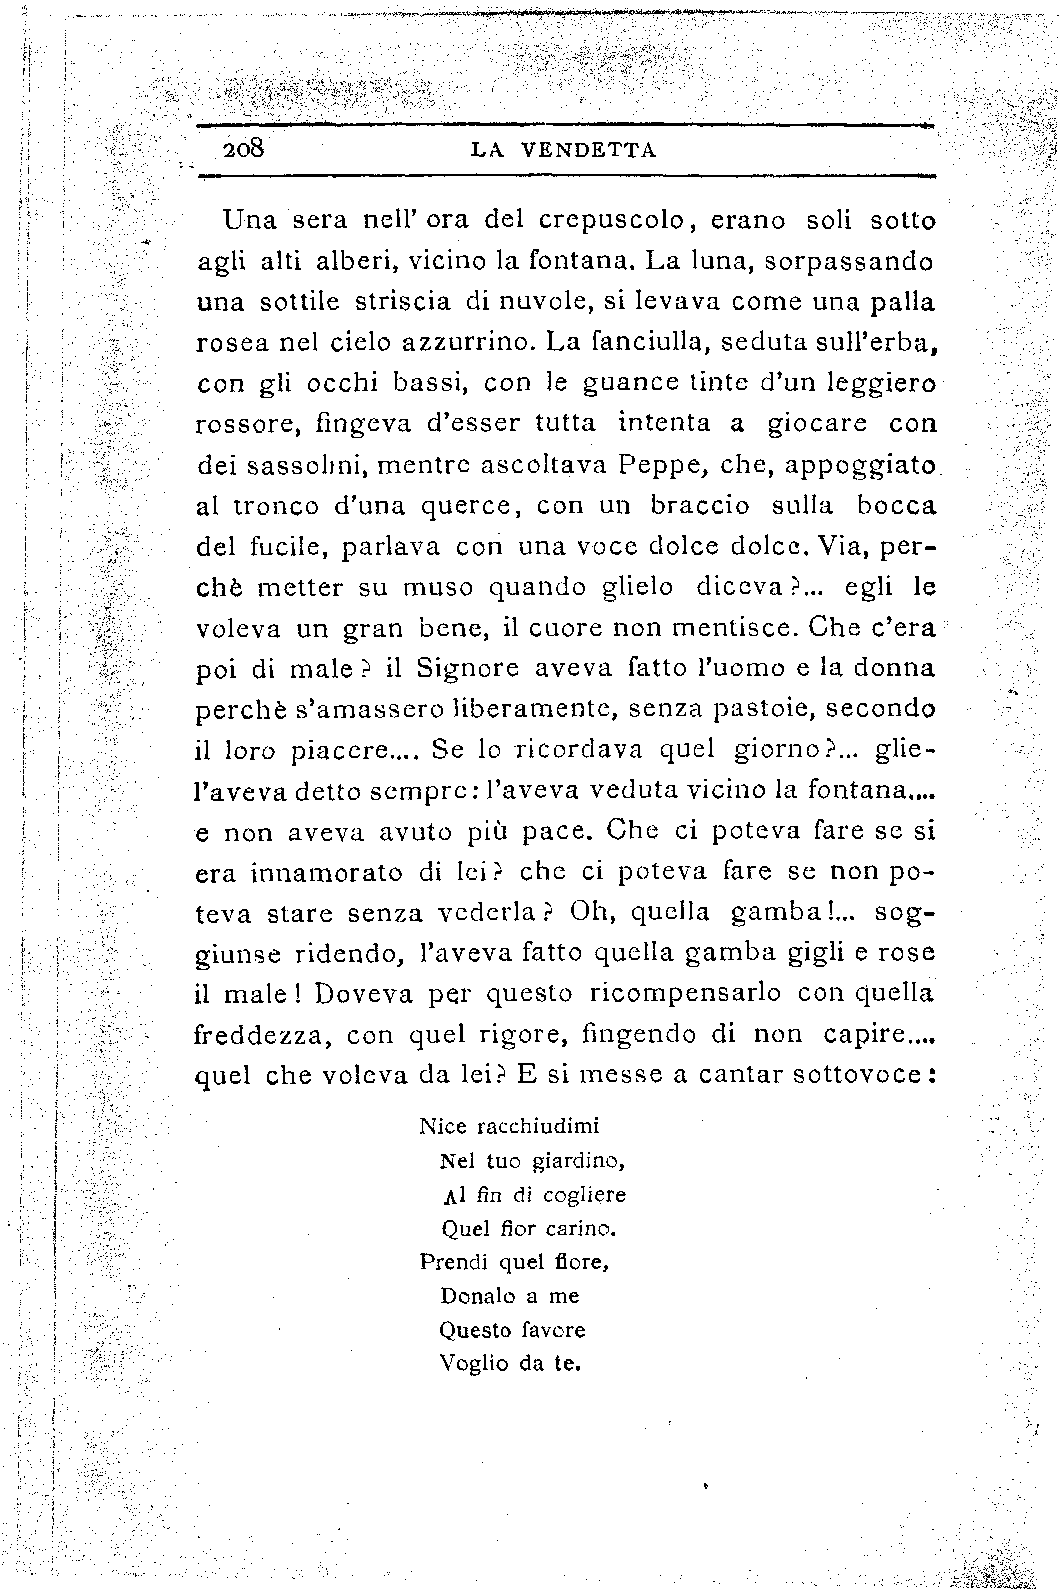 208 LA VENDETTA
Una sera nell' ora del crepuscolo, erano soli sotto
agli alti alberi, vicino la fontana. La luna, sorpassando
una sottile striscia di nuvole, si levava come una palla
rosea nel cielo azzurrino. La fanciulla, seduta sull'erba,
con gli occhi bassi, con le guance tinte d'un leggiero
rossore, fingeva d'esser tutta intenta a giocare con
dei sassolini, mentre ascoltava Peppe, che, appoggiato
al tronco d'una querce, con un braccio sulla bocca
del fucile, parlava con una voce dolce dolce. Via, per-
chè metter su muso quando glielo diceva?... egli le
voleva un gran bene, il cuore non mentisce. Che c'era
poi di male? il Signore aveva fatto l'uomo e la donna
perchè s'amassero liberamente, senza pastoie, secondo
il loro piacere.... Se lo ricordava quel giorno?... glie-
l'aveva detto sempre: l'aveva veduta vicino la fontana....
e non aveva avuto più pace. Che ci poteva fare se si
era innamorato di lei? che ci poteva fare se non po-
teva stare senza vederla? Oh, quella gamba!... sog-
giunse ridendo, l'aveva fatto quella gamba gigli e rose
il male! Doveva per questo ricompensarlo con quella
freddezza, con quel rigore, fingendo di non capire....
quel che voleva da lei? E si messe a cantar sottovoce:
Nice racchiudimi
Nel tuo giardino,
Al fin di cogliere
Quel fior carino.
Prendi quel fiore,
Donalo a me
Questo favore
Voglio da te.